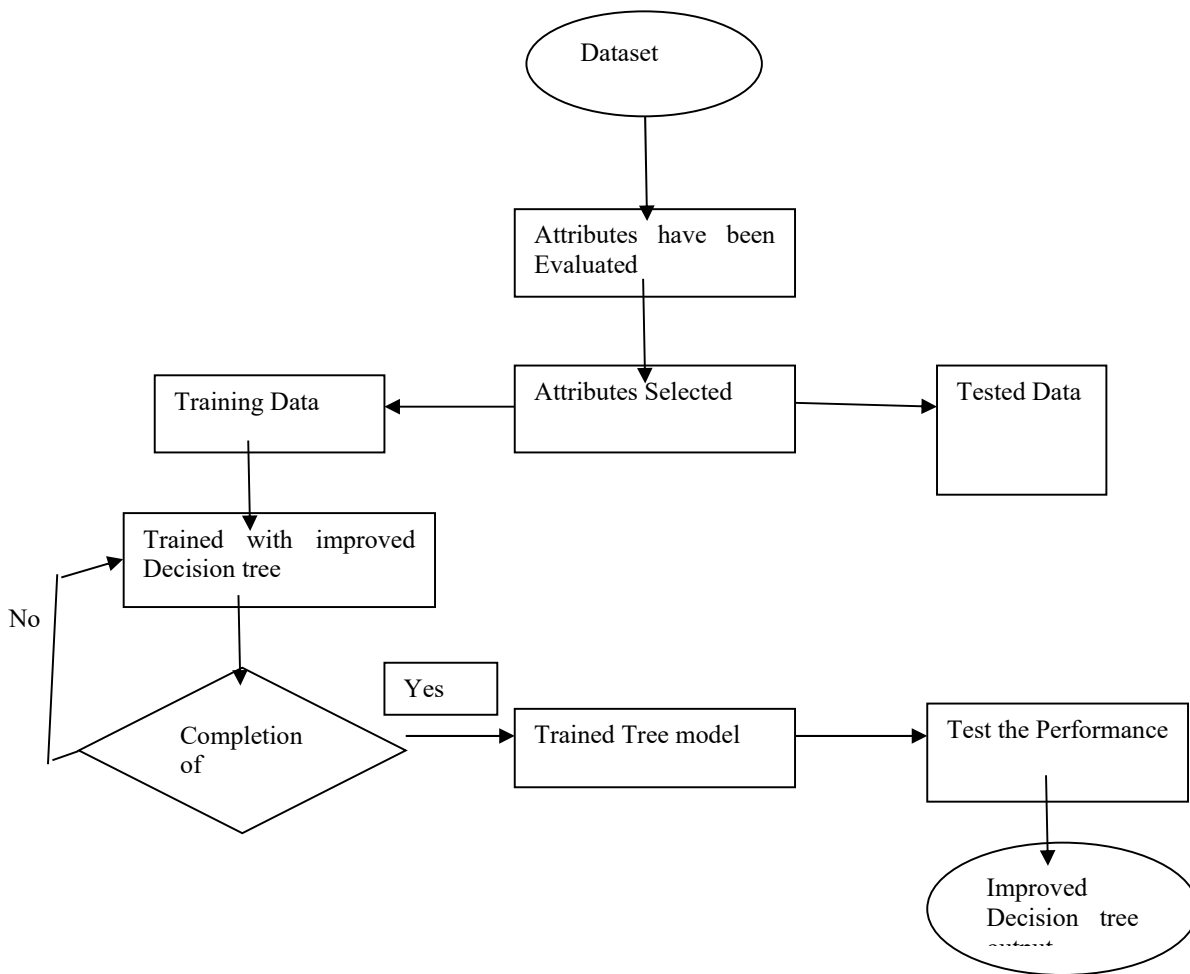 Dataset
Attributes have been
Evaluated
Training Data
Attributes Selected
Tested Data
Trained with improved
Decision tree
No
Yes
Completion
of
Trained Tree model
Test the Performance
Improved
Decision tree